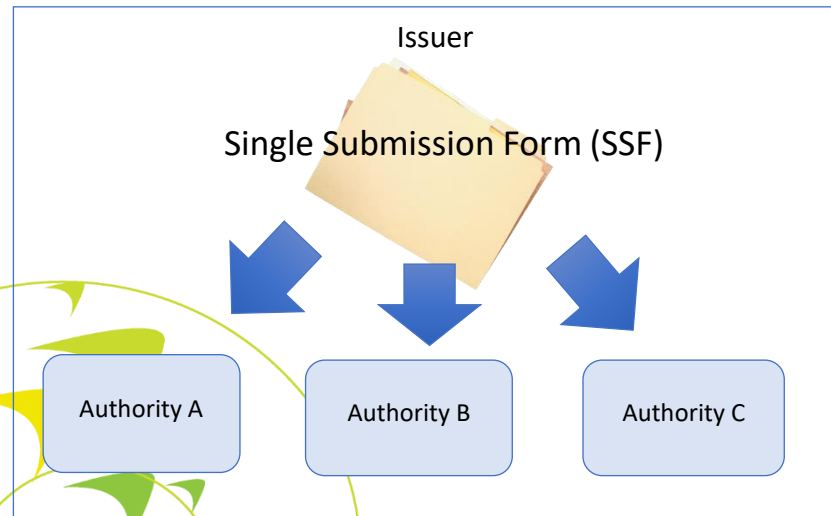 Issuer
Single Submission Form (SSF)
Authority A
Authority B
Authority C